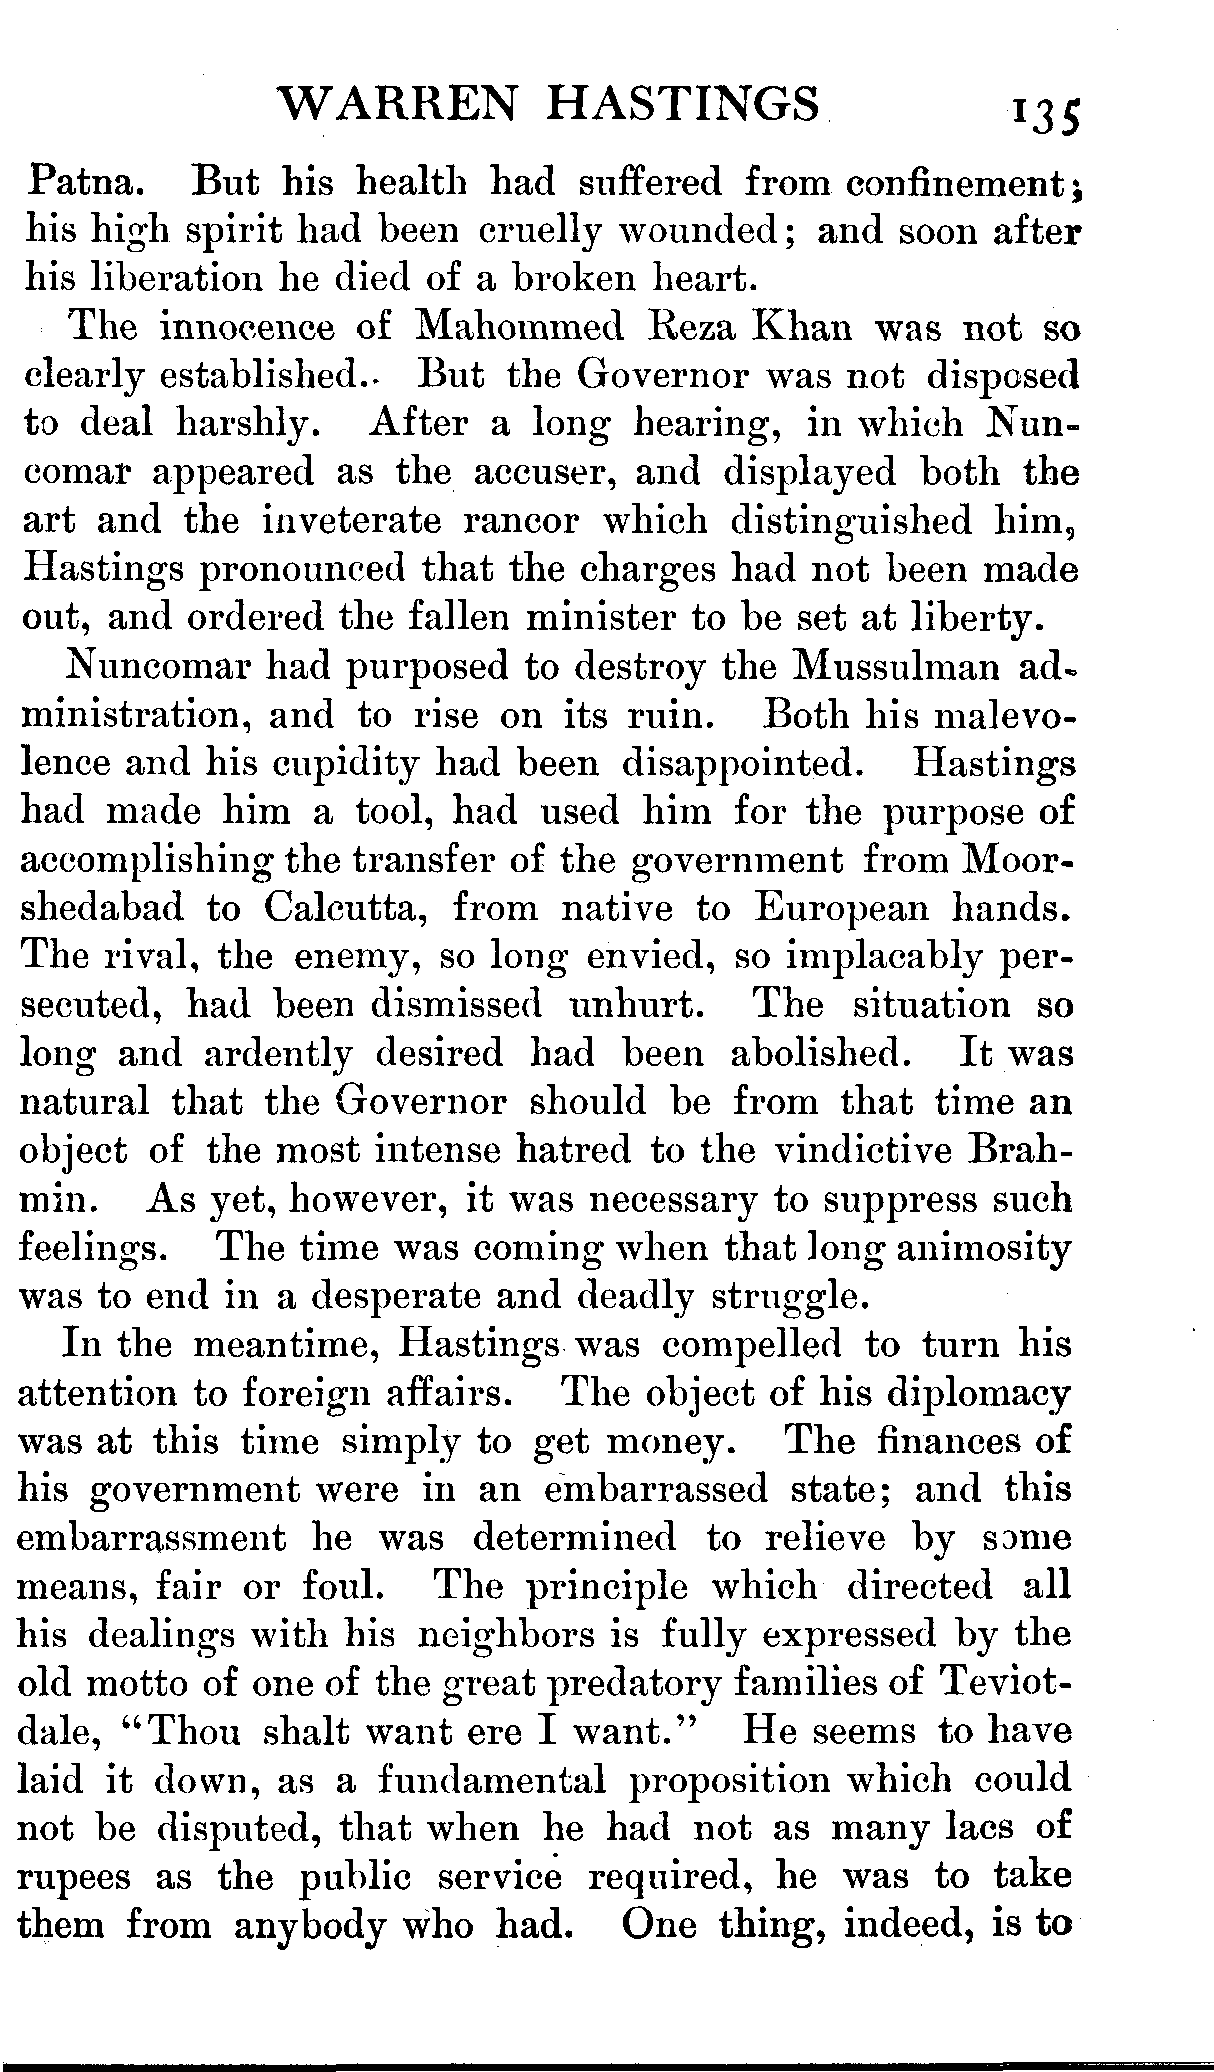 WARREN HASTINGS 135
Patna. But his health had suffered from confinement;
his high spirit had been cruelly wounded; and soon after
his liberation he died of a broken heart.
The innocence of Mahommed Reza Khan was not so
clearly established.. But the Governor was not disposed
to deal harshly. After a long hearing, in which Nun-
comar appeared as the accuser, and displayed both the
art and the inveterate rancor which distinguished him,
Hastings pronounced that the charges had not been made
out, and ordered the fallen minister to be set at liberty.
Nuncomar had purposed to destroy the Mussulman ad-
ministration, and to rise on its ruin. Both his malevo-
lence and his cupidity had been disappointed. Hastings
had made him a tool, had used him for the purpose of
accomplishing the transfer of the government from Moor-
shedabad to Calcutta, from native to European hands.
The rival, the enemy, so long envied, so implacably per-
secuted, had been dismissed unhurt. The situation so
long and ardently desired had been abolished. It was
natural that the Governor should be from that time an
object of the most intense hatred to the vindictive Brah-
min. As yet, however, it was necessary to suppress such
feelings. The time was coming when that long animosity
was to end in a desperate and deadly struggle.
In the meantime, Hastings was compelled to turn his
attention to foreign affairs. The object of his diplomacy
was at this time simply to get money. The finances of
his government were in an embarrassed state; and this
embarrassment he was determined to relieve by some
means, fair or foul. The principle which directed all
his dealings with his neighbors is fully expressed by the
old motto of one of the great predatory families of Teviot-
dale, "Thou shalt want ere I want." He seems to have
laid it down, as a fundamental proposition which could
not be disputed, that when he had not as many lacs of
rupees as the public service required, he was to take
them from anybody who had. One thing, indeed, is to